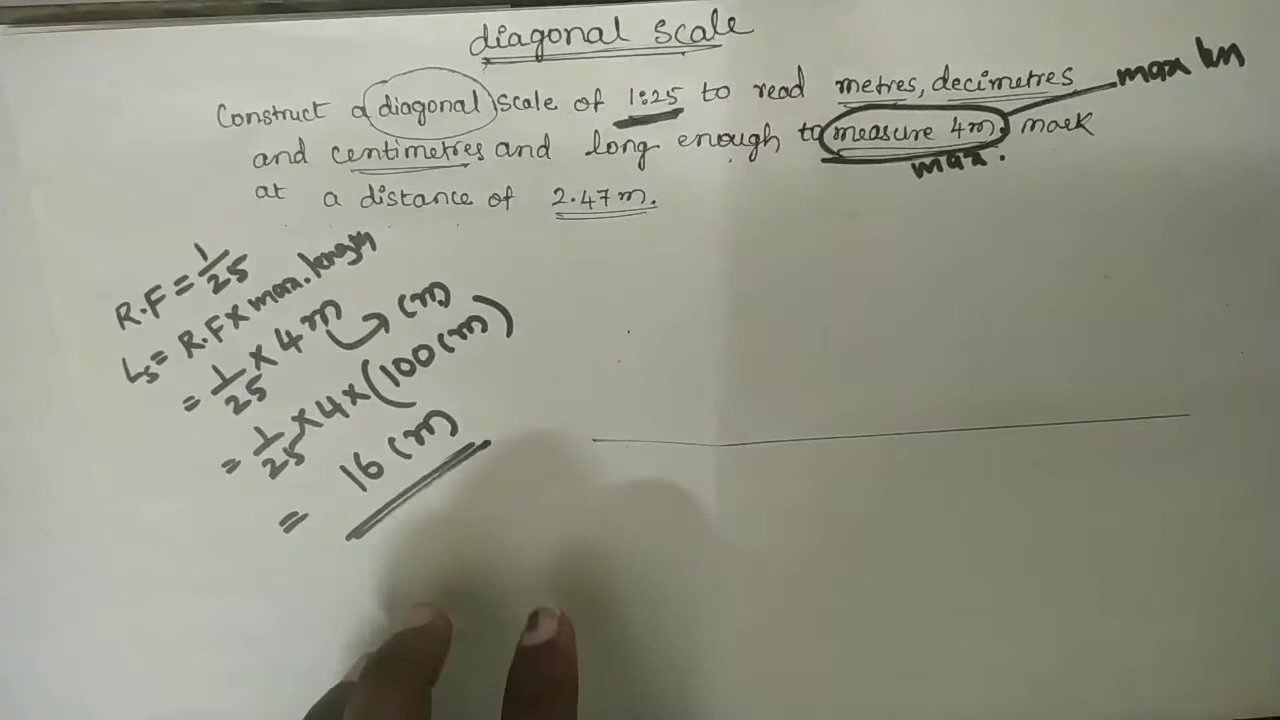 diagonal scale
Construct a diagonal scale of 1:25 to read metres, decimetres
and centimetres and long enough to measure 4m. mark
at a distance of 2.47m.
max len
max.
R.F = 1/25
Ls = R.F x max. length
= 1/25 x 4m (m)
= 1/25 x 4 x (100 cm)
= 16 cm